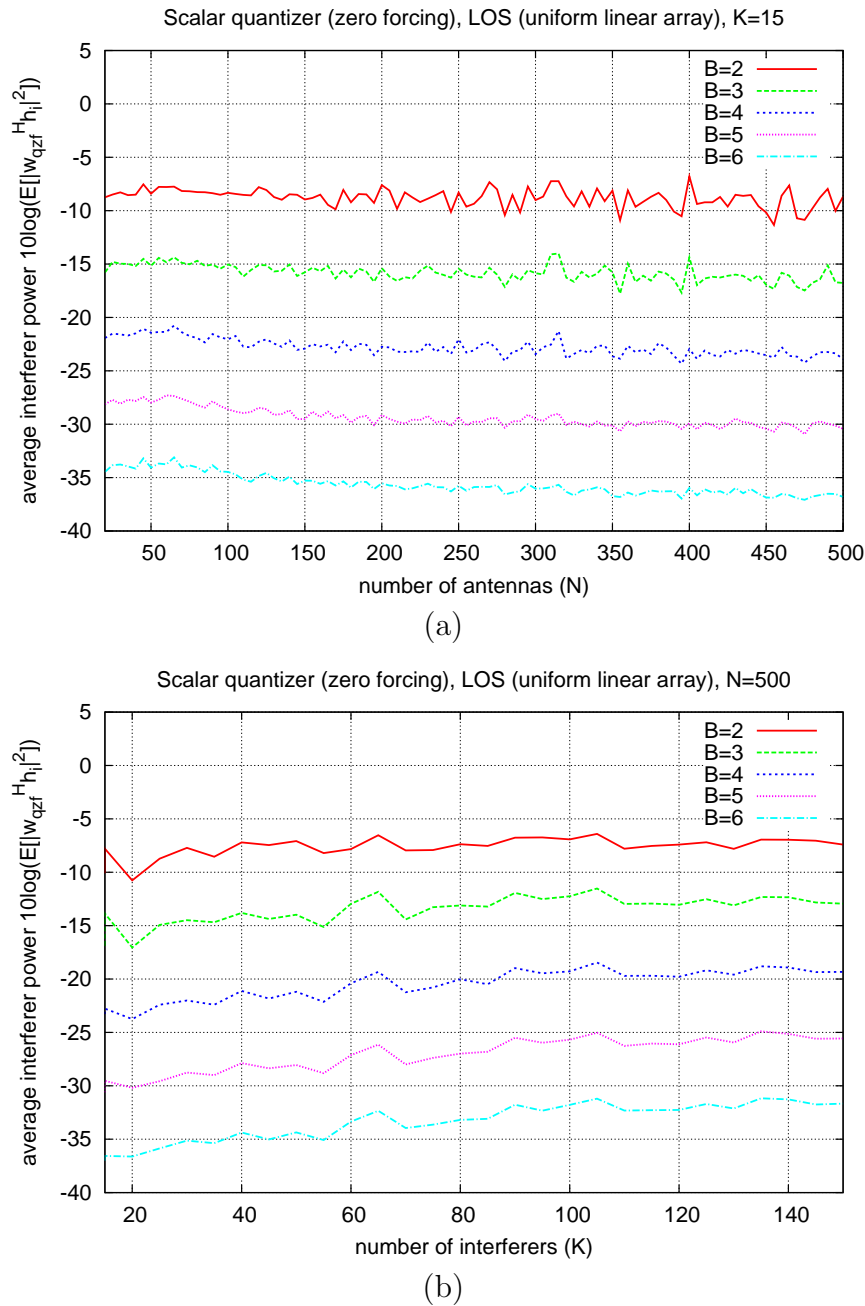 Scalar quantizer (zero forcing), LOS (uniform linear array), K=15
average interferer power 10log(E[|w_qzf^H h_i|^2])
5
0
-5
-10
-15
-20
-25
-30
-35
-40
B=2
B=3
B=4
B=5
B=6
50 100 150 200 250 300 350 400 450 500
number of antennas (N)
(a)
Scalar quantizer (zero forcing), LOS (uniform linear array), N=500
average interferer power 10log(E[|w_qzf^H h_i|^2])
5
0
-5
-10
-15
-20
-25
-30
-35
-40
B=2
B=3
B=4
B=5
B=6
20 40 60 80 100 120 140
number of interferers (K)
(b)